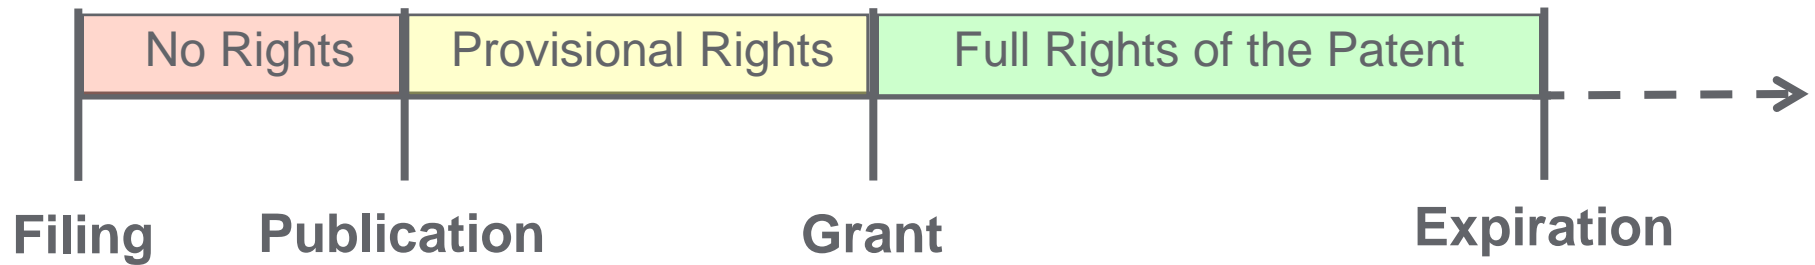 No Rights
Provisional Rights
Full Rights of the Patent
Filing
Publication
Grant
Expiration